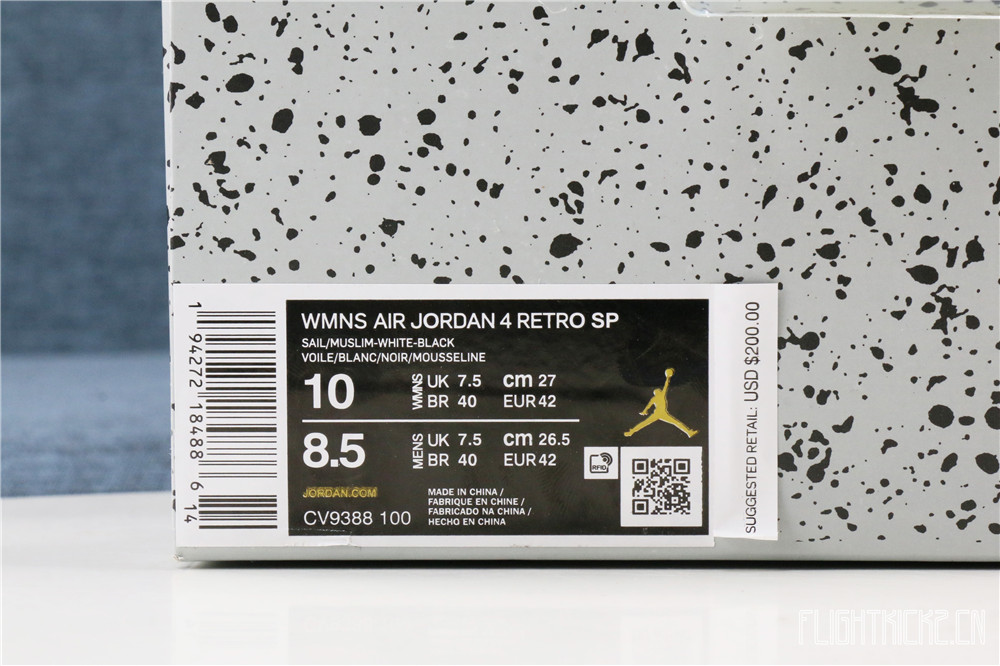 WMNS AIR JORDAN 4 RETRO SP
SAIL/MUSLIM-WHITE-BLACK
VOILE/BLANC/NOIR/MOUSSELINE
10 WMNS UK 7.5 cm 27
BR 40 EUR 42
8.5 MENS UK 7.5 cm 26.5
BR 40 EUR 42
RFID
JORDAN.COM
CV9388 100
MADE IN CHINA /
FABRIQUE EN CHINE /
FABRICADO NA CHINA /
HECHO EN CHINA
1 94272 18488 6 14
SUGGESTED RETAIL: USD $200.00
FLIGHTKICKZ.CN